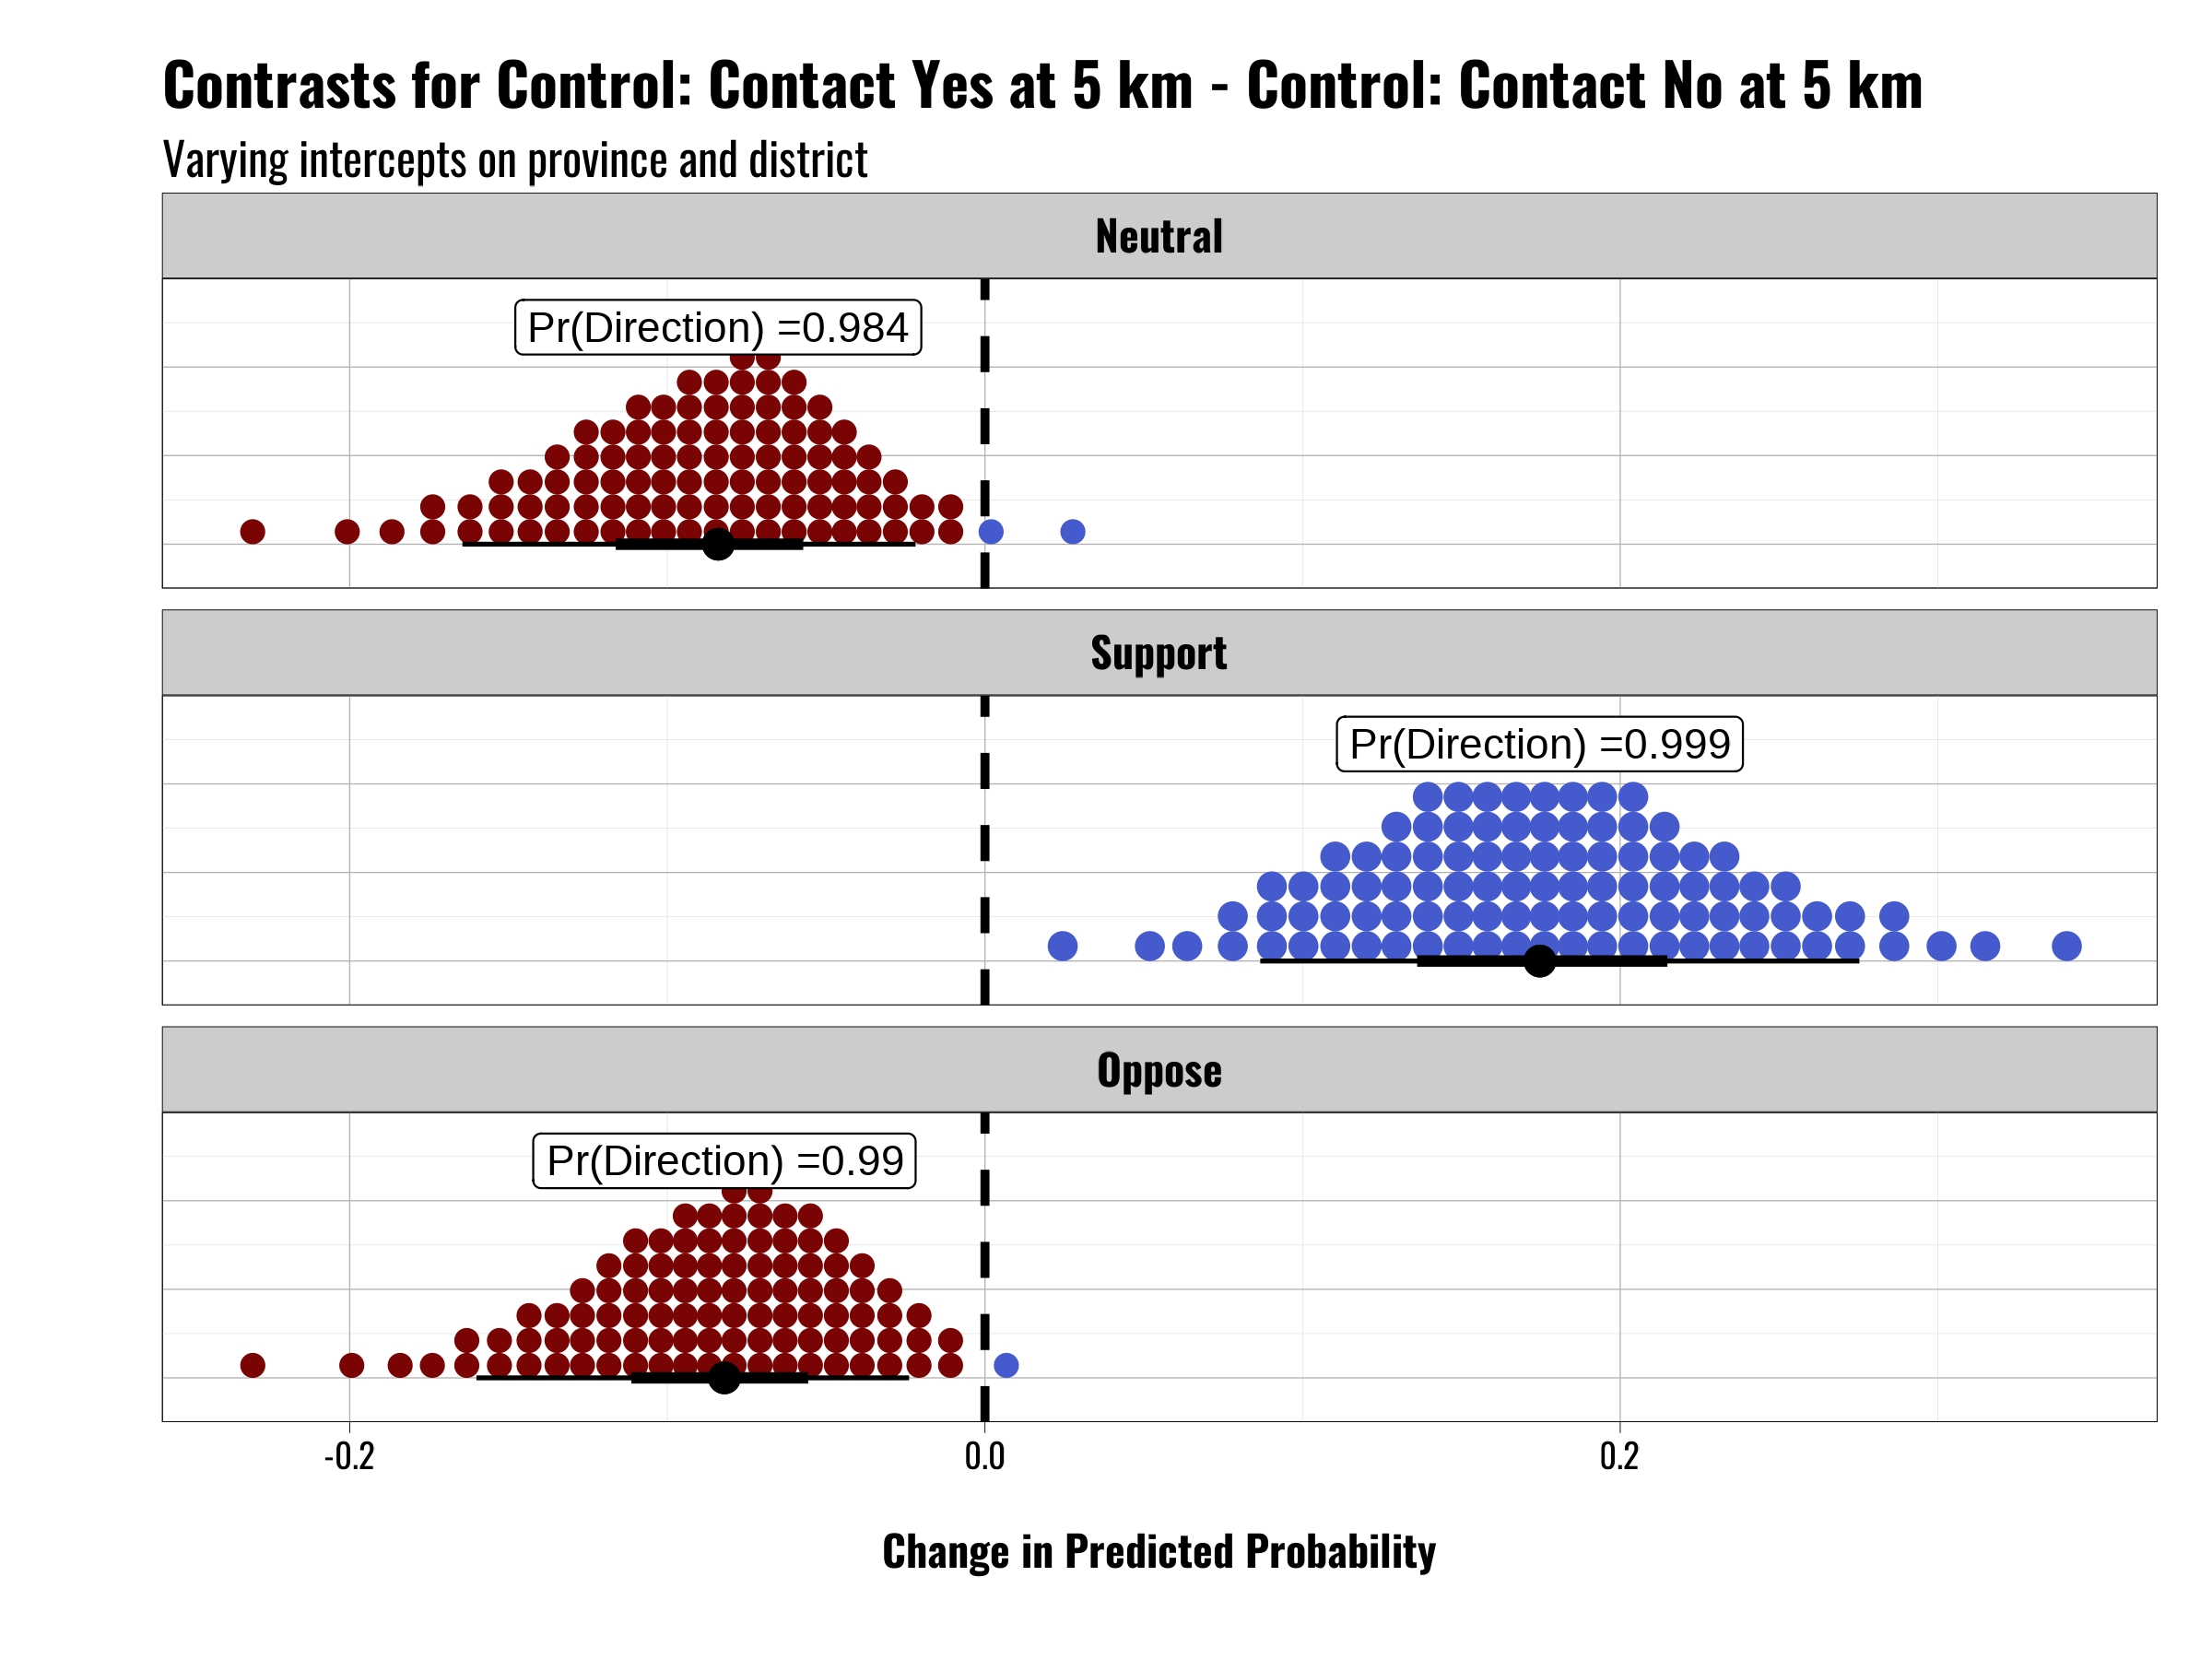 Contrasts for Control: Contact Yes at 5 km - Control: Contact No at 5 km
Varying intercepts on province and district
Neutral
Pr(Direction) =0.984
Support
Pr(Direction) =0.999
Oppose
Pr(Direction) =0.99
-0.2 0.0 0.2
Change in Predicted Probability